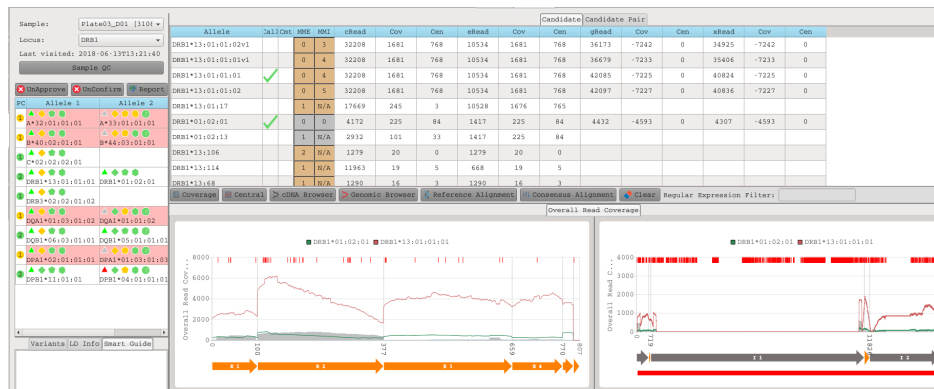 Sample: Plate03_D01 [310]
Locus: DRB1
Last visited: 2018-06-13T13:21:40
Sample QC
UnApprove UnConfirm Report
PC Allele 1 Allele 2
1 A*32:01:01:01 A*33:01:01:01
1 B*40:02:01:01 B*44:03:01:01
1 C*02:02:02:01
2 DRB1*13:01:01:01 DRB1*01:02:01
1 DRB3*02:02:01:02
1 DQA1*01:03:01:02 DQA1*01:01:02
2 DQB1*06:03:01:01 DQB1*05:01:01:01
1 DPA1*02:01:01:01 DPA1*01:03:01:03
2 DPB1*11:01:01 DPB1*04:01:01:01
Variants LD Info Smart Guide
Candidate Candidate Pair
Allele Call Cnt MME MMI cRead Cov Cen eRead Cov Cen gRead Cov Cen xRead Cov Cen
DRB1*13:01:01:02v1 0 3 32208 1681 768 10534 1681 768 36173 -7242 0 34925 -7242 0
DRB1*13:01:01:01v1 0 4 32208 1681 768 10534 1681 768 36679 -7233 0 35406 -7233 0
DRB1*13:01:01:01 0 4 32208 1681 768 10534 1681 768 42085 -7225 0 40824 -7225 0
DRB1*13:01:01:02 0 5 32208 1681 768 10534 1681 768 42097 -7227 0 40836 -7227 0
DRB1*13:01:17 1 N/A 17669 245 3 10528 1676 765
DRB1*01:02:01 0 0 4172 225 84 1417 225 84 4432 -4593 0 4307 -4593 0
DRB1*01:02:13 1 N/A 2932 101 33 1417 225 84
DRB1*13:106 2 N/A 1279 20 0 1279 20 0
DRB1*13:114 1 N/A 11963 19 5 668 19 5
DRB1*13:68 1 N/A 1290 16 3 1290 16 3
Coverage Central cDNA Browser Genomic Browser Reference Alignment Consensus Alignment Clear Regular Expression Filter:
Overall Read Coverage
DRB1*01:02:01 DRB1*13:01:01:01
Overall Read Cov...
8000
6000
4000
2000
0
0 100 377 659 770 807
E 1 E 2 E 3 E 4
DRB1*01:02:01 DRB1*13:01:01:01
Overall Read C...
4000
3000
2000
1000
0
719
I 1 I 2